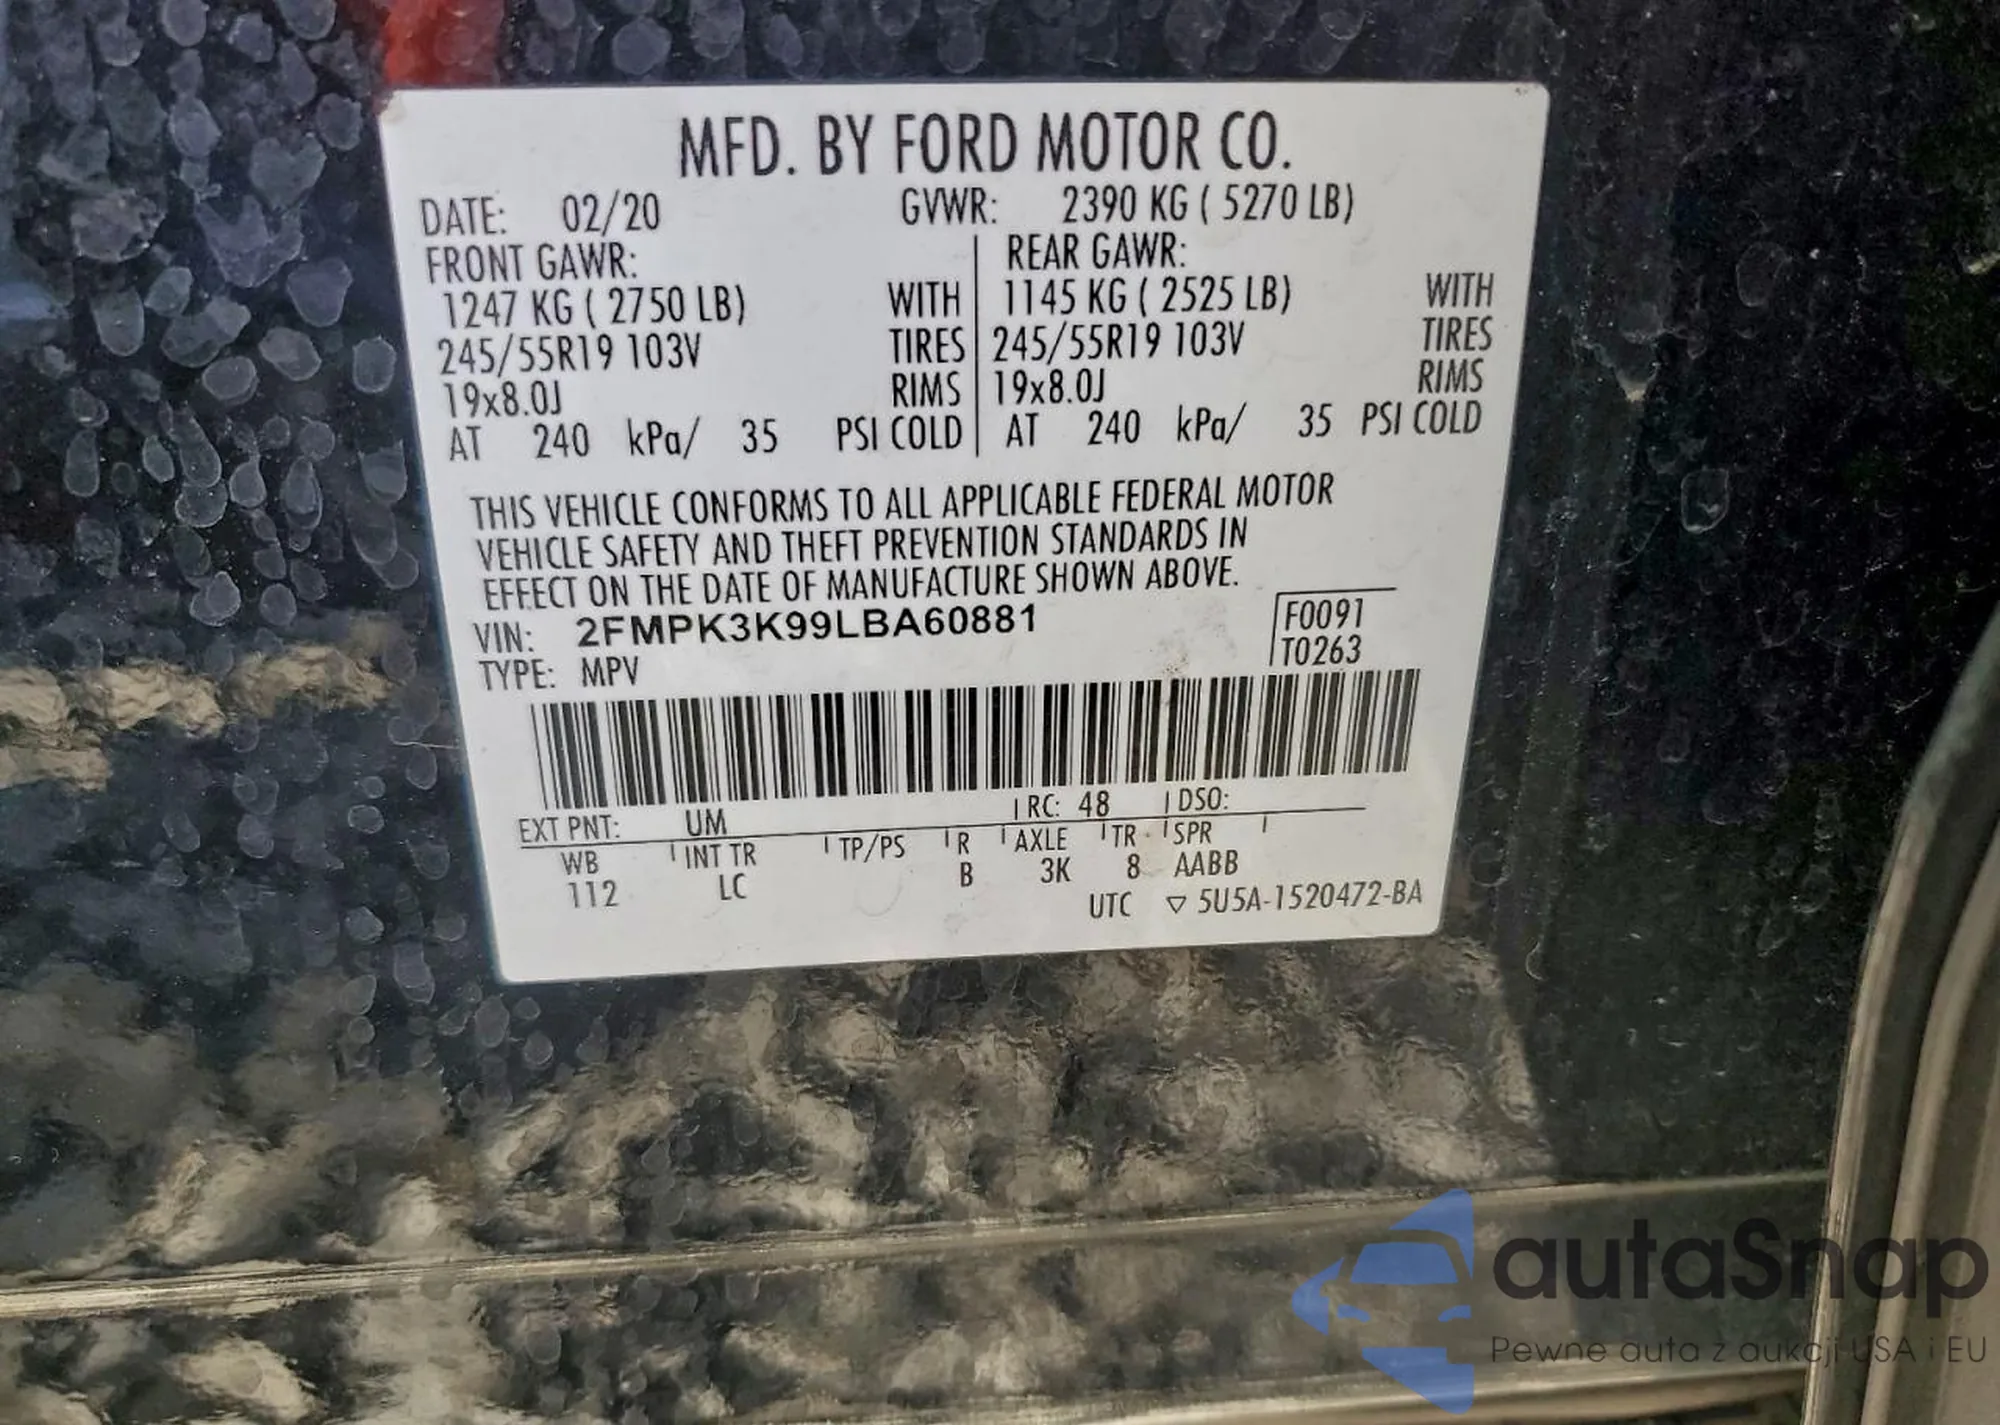 MFD. BY FORD MOTOR CO.
DATE: 02/20 GVWR: 2390 KG ( 5270 LB)
FRONT GAWR: REAR GAWR:
1247 KG ( 2750 LB) WITH 1145 KG ( 2525 LB) WITH
245/55R19 103V TIRES 245/55R19 103V TIRES
19x8.0J RIMS 19x8.0J RIMS
AT 240 kPa/ 35 PSI COLD AT 240 kPa/ 35 PSI COLD
THIS VEHICLE CONFORMS TO ALL APPLICABLE FEDERAL MOTOR
VEHICLE SAFETY AND THEFT PREVENTION STANDARDS IN
EFFECT ON THE DATE OF MANUFACTURE SHOWN ABOVE.
VIN: 2FMPK3K99LBA60881 F0091
TYPE: MPV T0263
EXT PNT: UM RC: 48 DSO:
WB INT TR TP/PS R AXLE TR SPR
112 LC B 3K 8 AABB
UTC ▽ 5U5A-1520472-BA
autaSnap
Pewne auta z aukcji USA i EU